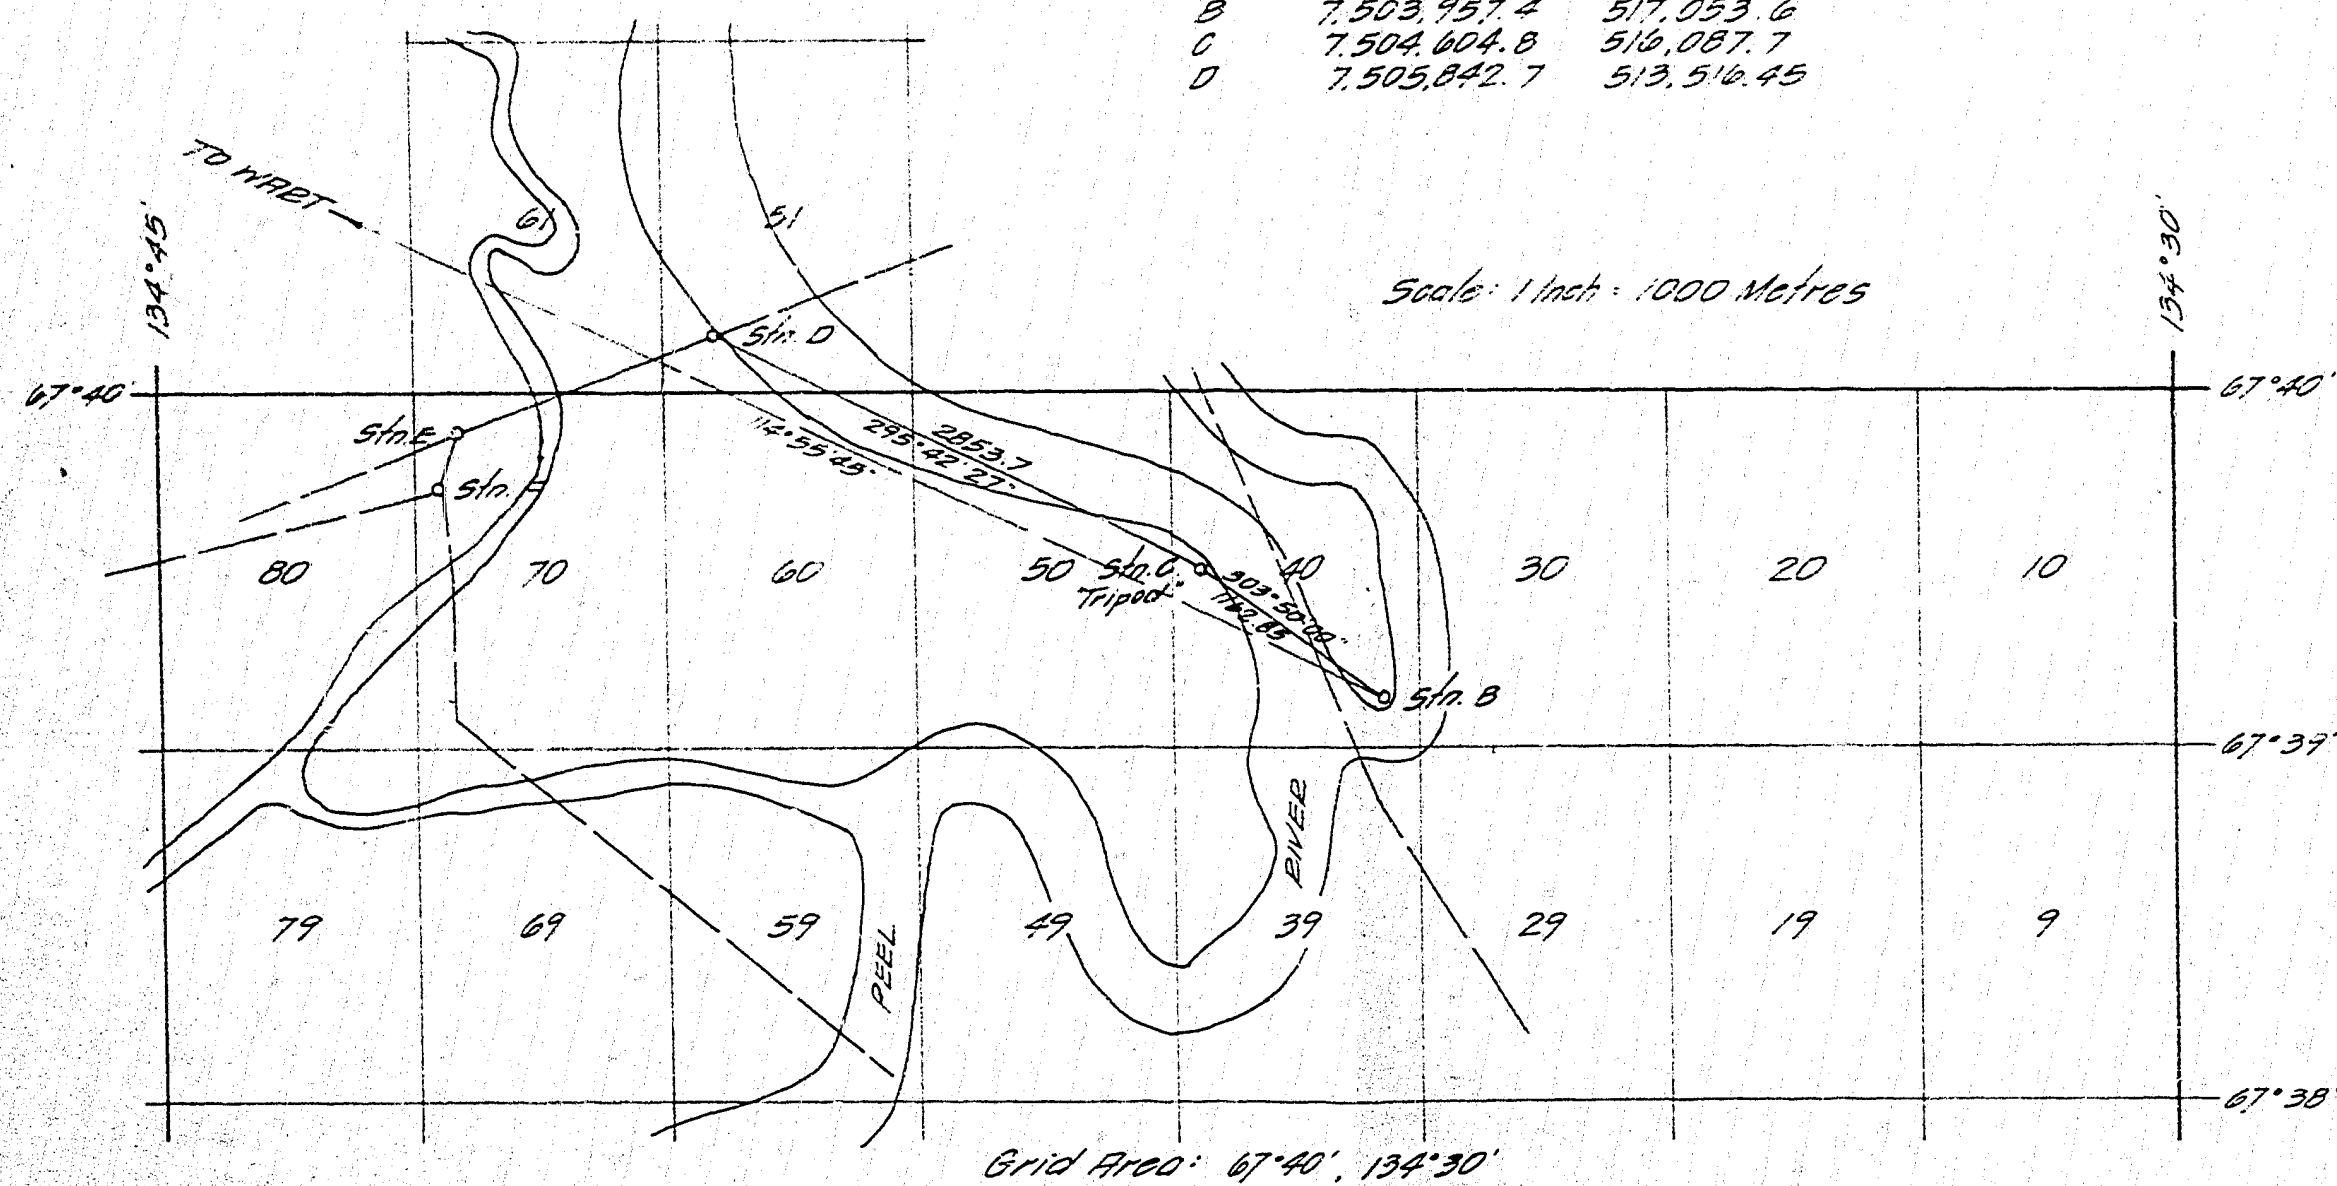 B 7,503,957.4 517,053.6
C 7,504,604.8 516,087.7
D 7,505,842.7 513,516.45
TO WART
61
51
134°45'
134°30'
Scale: 1 Inch = 1000 Metres
Stn. D
67°40'
67°40'
Stn. E
Stn.
114°55'45"
2853.7
295°42'27"
80
70
60
50
Stn. C
"Tripod"
40
30
20
10
303°50'00"
1162.85
Stn. B
67°39'
RIVER
PEEL
79
69
59
49
39
29
19
9
67°38'
Grid Area: 67°40', 134°30'